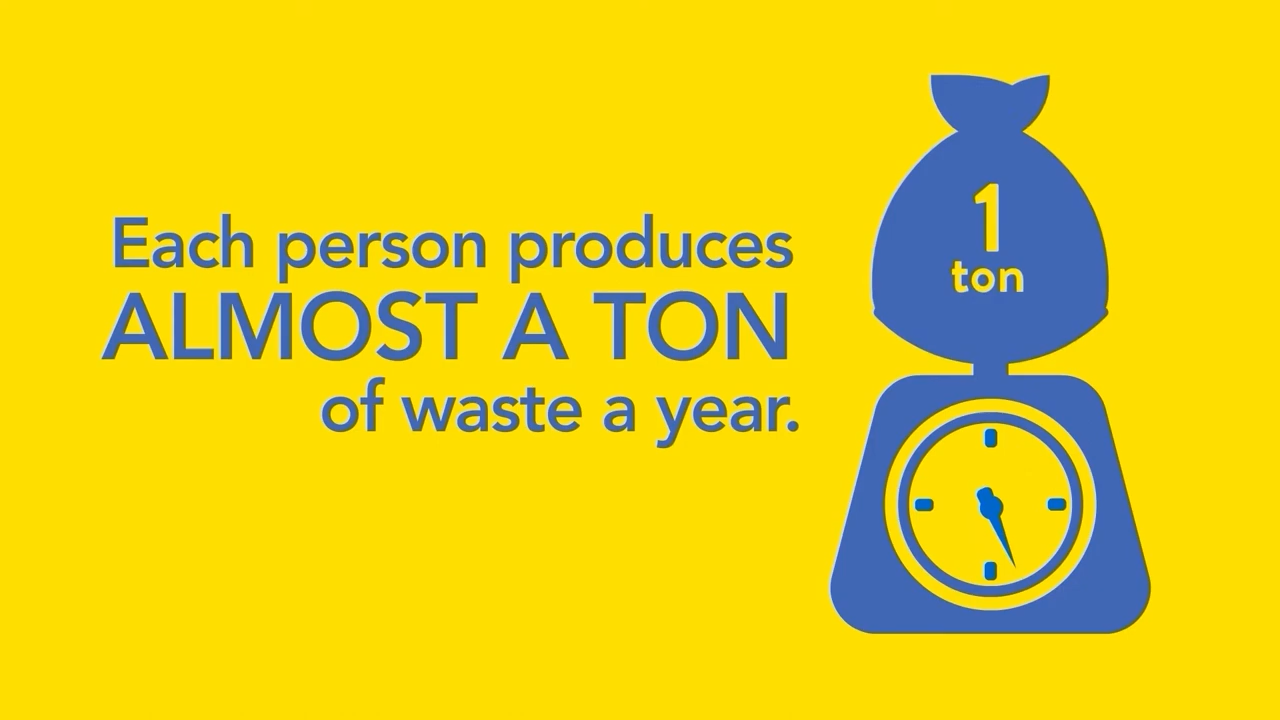 Each person produces
ALMOST A TON
of waste a year.
1
ton